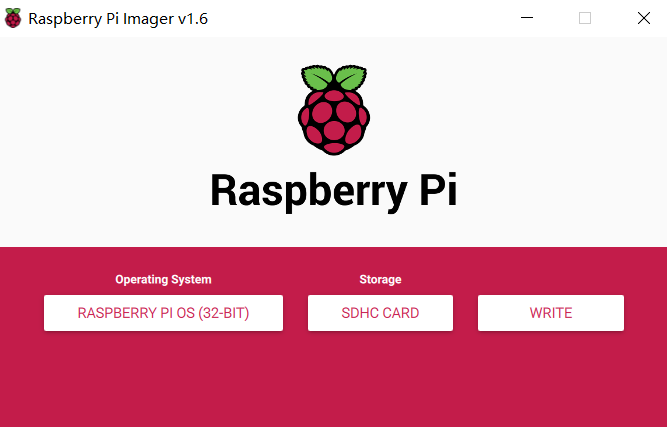 Raspberry Pi Imager v1.6
Raspberry Pi
Operating System
Storage
RASPBERRY PI OS (32-BIT)
SDHC CARD
WRITE